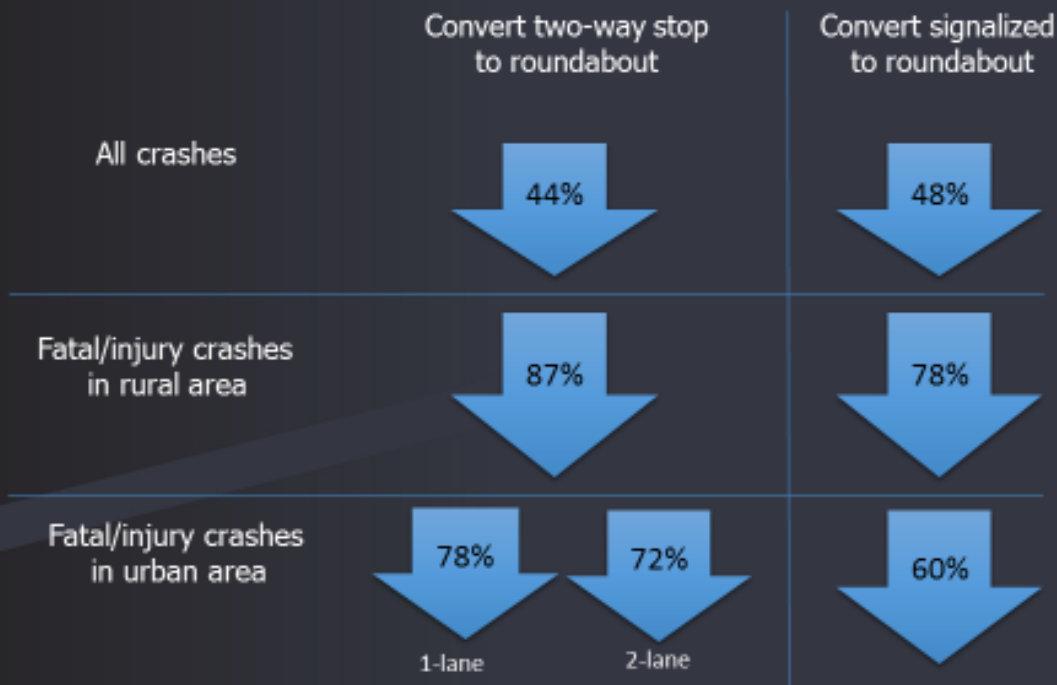 Convert two-way stop
to roundabout
Convert signalized
to roundabout
All crashes
44%
48%
Fatal/injury crashes
in rural area
87%
78%
Fatal/injury crashes
in urban area
78%
72%
60%
1-lane
2-lane